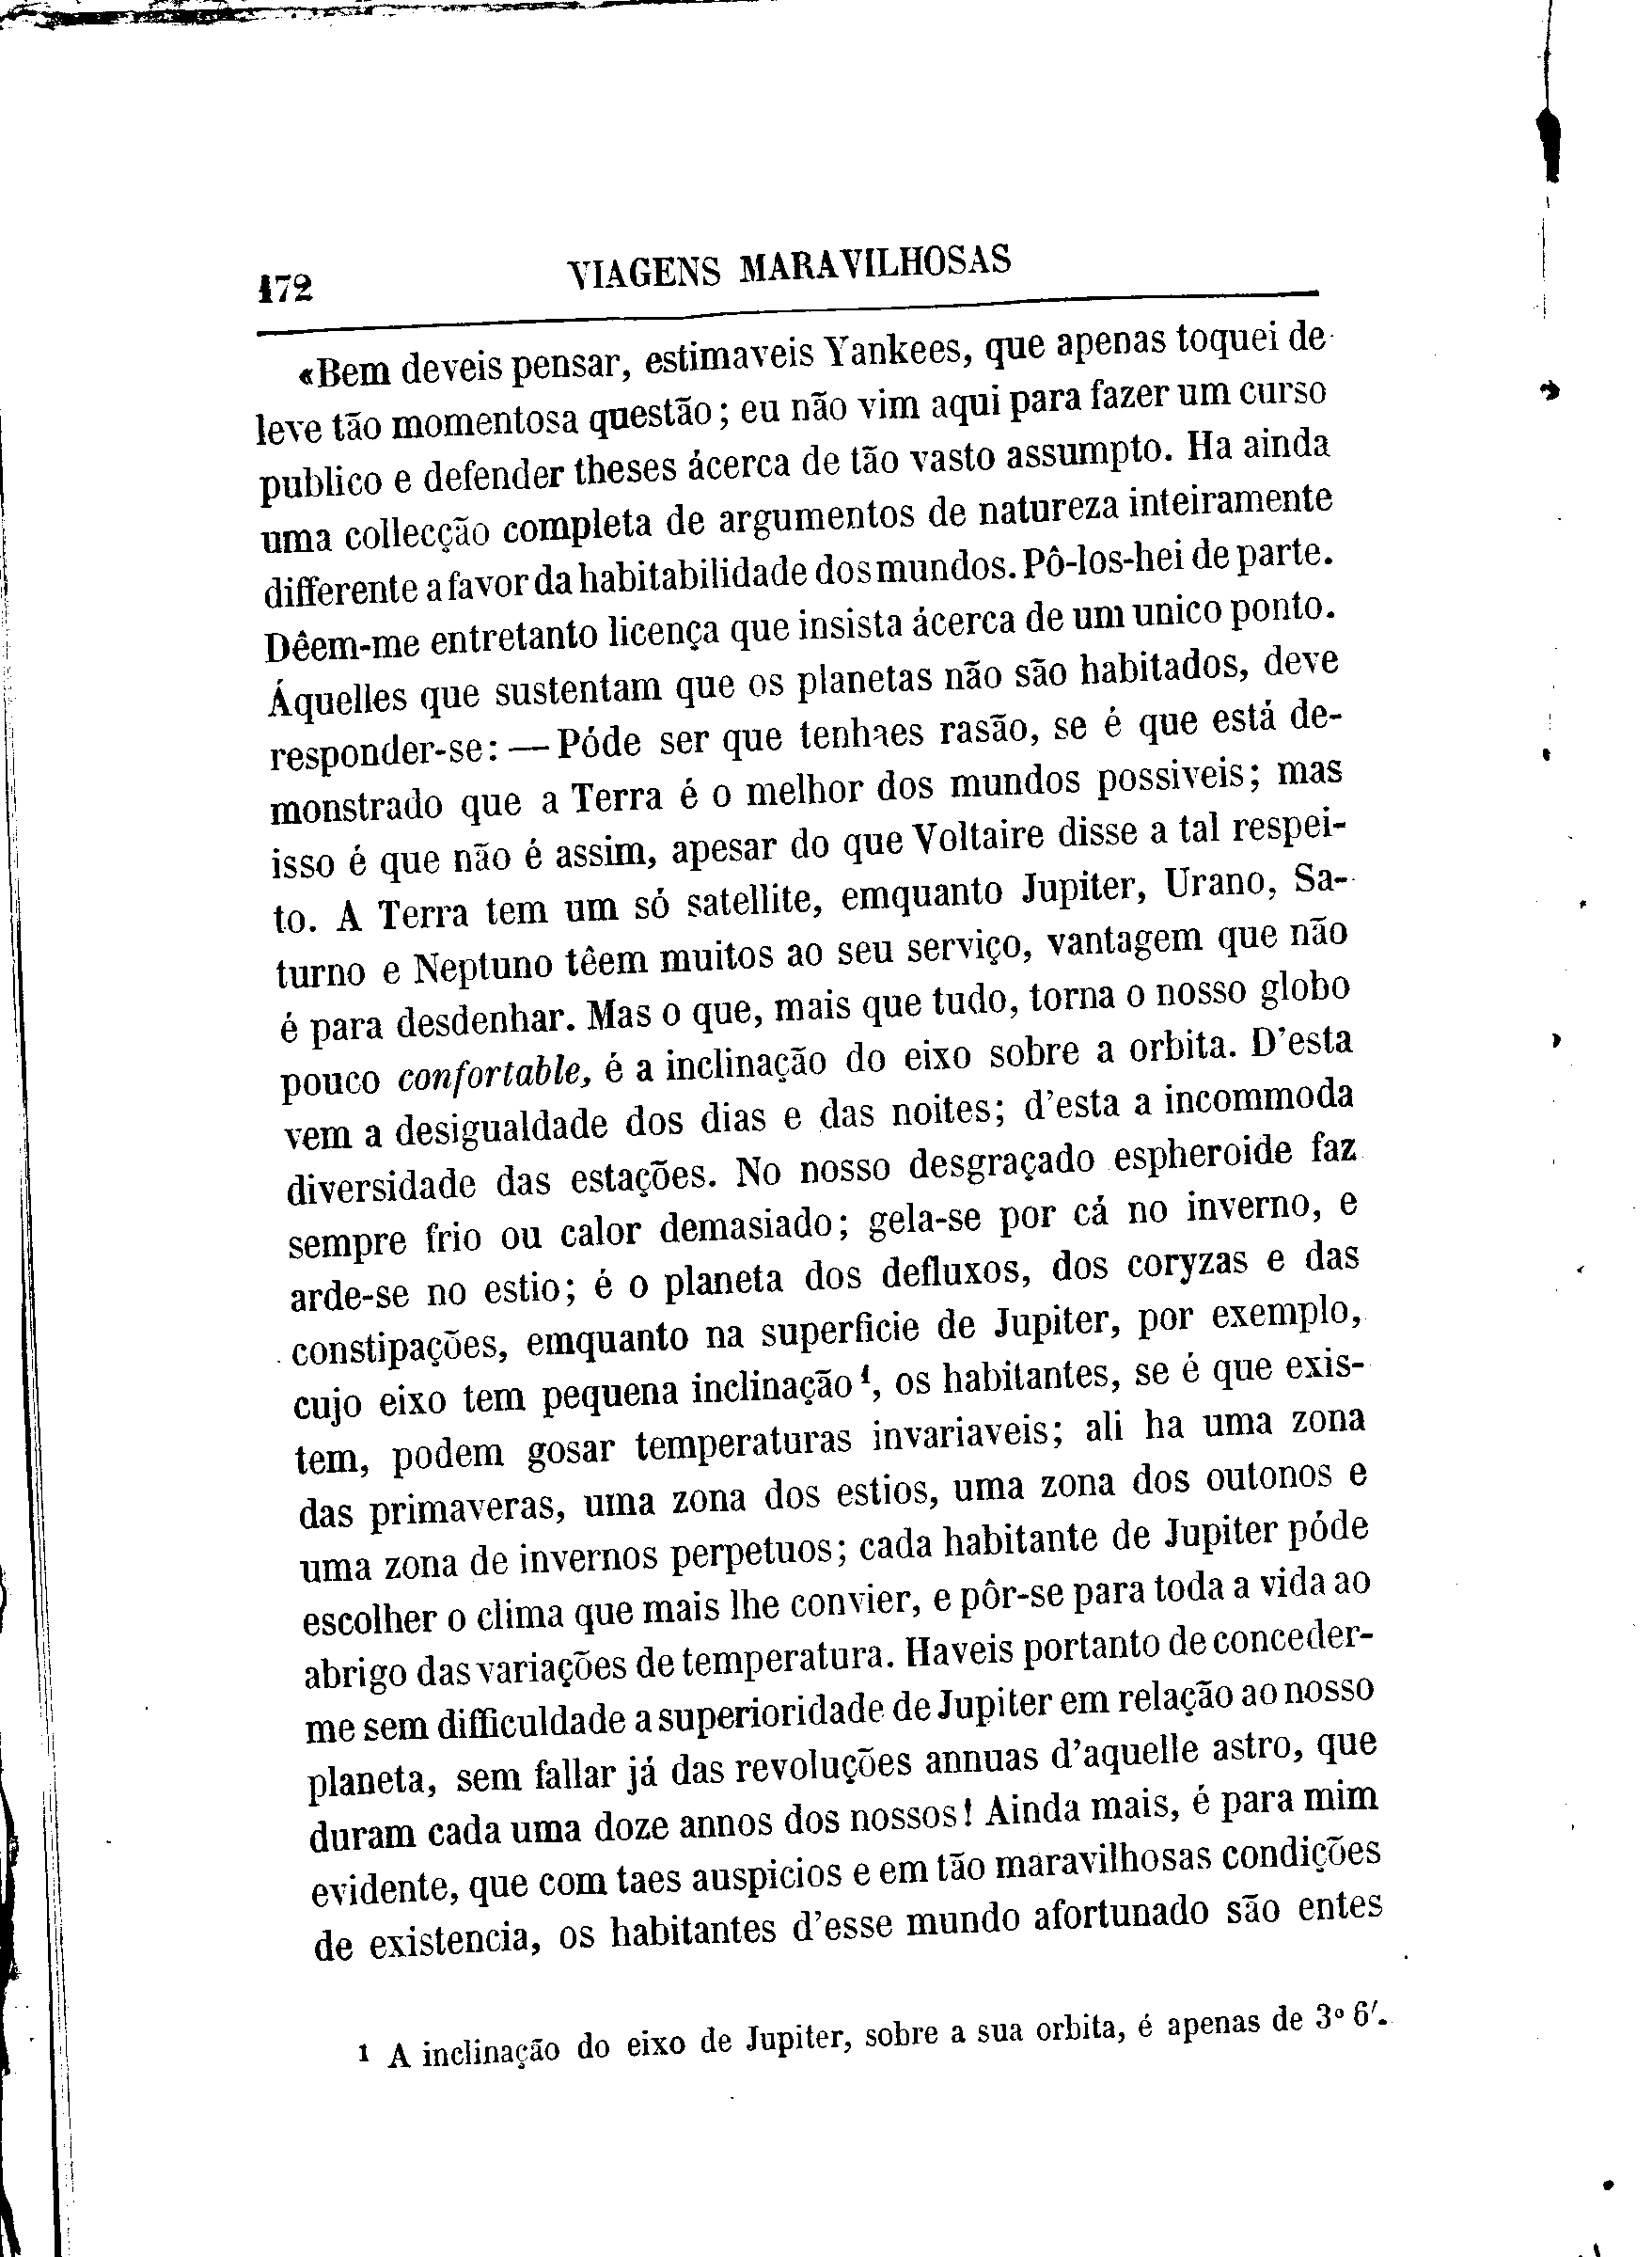 172 VIAGENS MARAVILHOSAS
«Bem deveis pensar, estimaveis Yankees, que apenas toquei de
leve tão momentosa questão; eu não vim aqui para fazer um curso
publico e defender theses ácerca de tão vasto assumpto. Ha ainda
uma collecção completa de argumentos de natureza inteiramente
differente a favor da habitabilidade dos mundos. Pô-los-hei de parte.
Dêem-me entretanto licença que insista ácerca de um unico ponto.
Áquelles que sustentam que os planetas não são habitados, deve
responder-se: — Póde ser que tenhaes rasão, se é que está de-
monstrado que a Terra é o melhor dos mundos possiveis; mas
isso é que não é assim, apesar do que Voltaire disse a tal respei-
to. A Terra tem um só satellite, emquanto Jupiter, Urano, Sa-
turno e Neptuno têem muitos ao seu serviço, vantagem que não
é para desdenhar. Mas o que, mais que tudo, torna o nosso globo
pouco confortable, é a inclinação do eixo sobre a orbita. D'esta
vem a desigualdade dos dias e das noites; d'esta a incommoda
diversidade das estações. No nosso desgraçado espheroide faz
sempre frio ou calor demasiado; gela-se por cá no inverno, e
arde-se no estio; é o planeta dos defluxos, dos coryzas e das
constipações, emquanto na superficie de Jupiter, por exemplo,
cujo eixo tem pequena inclinação¹, os habitantes, se é que exis-
tem, podem gosar temperaturas invariaveis; ali ha uma zona
das primaveras, uma zona dos estios, uma zona dos outonos e
uma zona de invernos perpetuos; cada habitante de Jupiter póde
escolher o clima que mais lhe convier, e pôr-se para toda a vida ao
abrigo das variações de temperatura. Haveis portanto de conceder-
me sem difficuldade a superioridade de Jupiter em relação ao nosso
planeta, sem fallar já das revoluções annuas d'aquelle astro, que
duram cada uma doze annos dos nossos! Ainda mais, é para mim
evidente, que com taes auspicios e em tão maravilhosas condições
de existencia, os habitantes d'esse mundo afortunado são entes
¹ A inclinação do eixo de Jupiter, sobre a sua orbita, é apenas de 3º 6′.